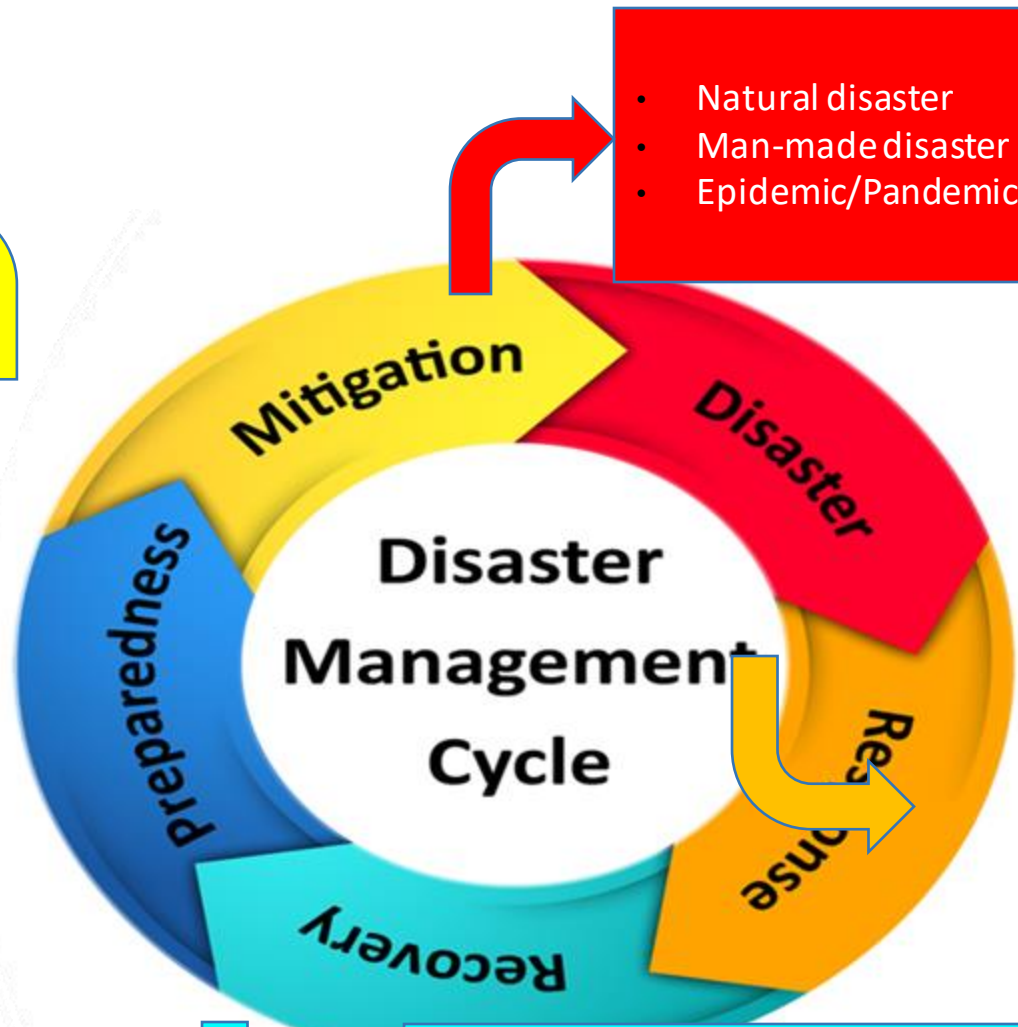 Natural disaster
Man-made disaster
Epidemic/Pandemic
Mitigation
Disaster
Preparedness
Disaster
Management
Cycle
Response
Recovery